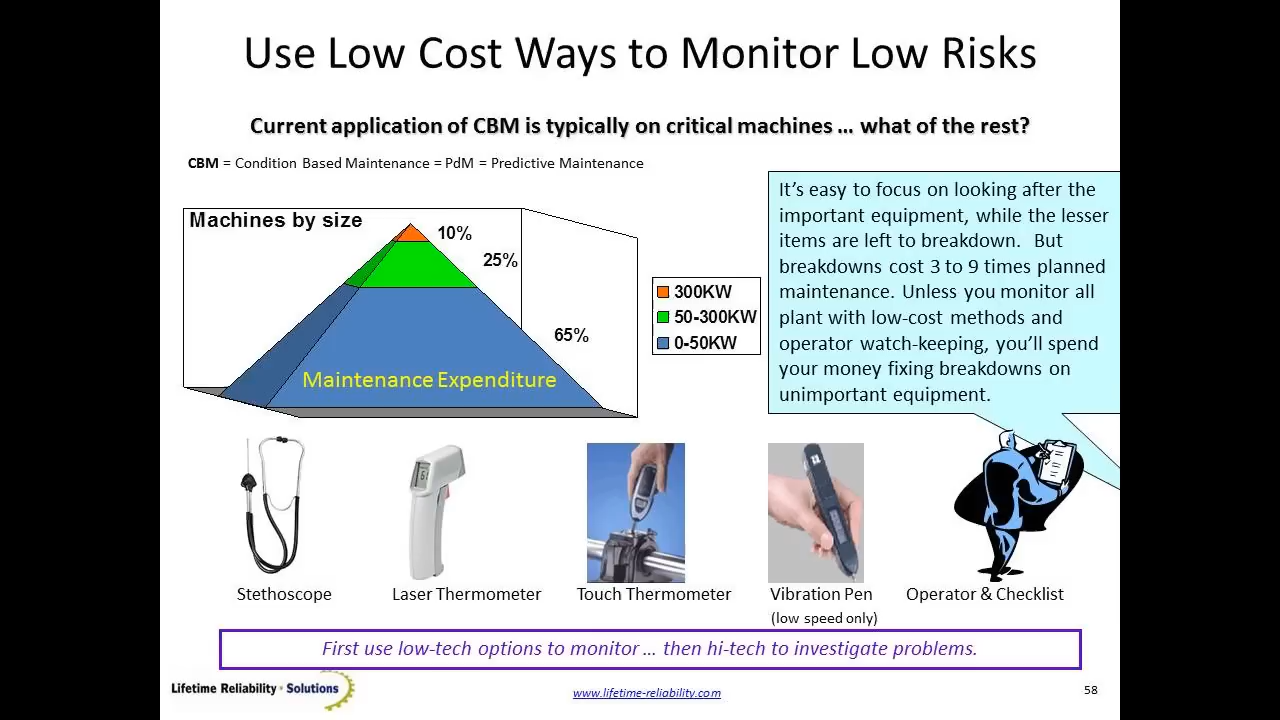 Use Low Cost Ways to Monitor Low Risks
Current application of CBM is typically on critical machines … what of the rest?
CBM = Condition Based Maintenance = PdM = Predictive Maintenance
Machines by size
10%
25%
65%
Maintenance Expenditure
300KW
50-300KW
0-50KW
It’s easy to focus on looking after the
important equipment, while the lesser
items are left to breakdown. But
breakdowns cost 3 to 9 times planned
maintenance. Unless you monitor all
plant with low-cost methods and
operator watch-keeping, you’ll spend
your money fixing breakdowns on
unimportant equipment.
Stethoscope
Laser Thermometer
Touch Thermometer
Vibration Pen
(low speed only)
Operator & Checklist
First use low-tech options to monitor … then hi-tech to investigate problems.
Lifetime Reliability • Solutions
www.lifetime-reliability.com
58